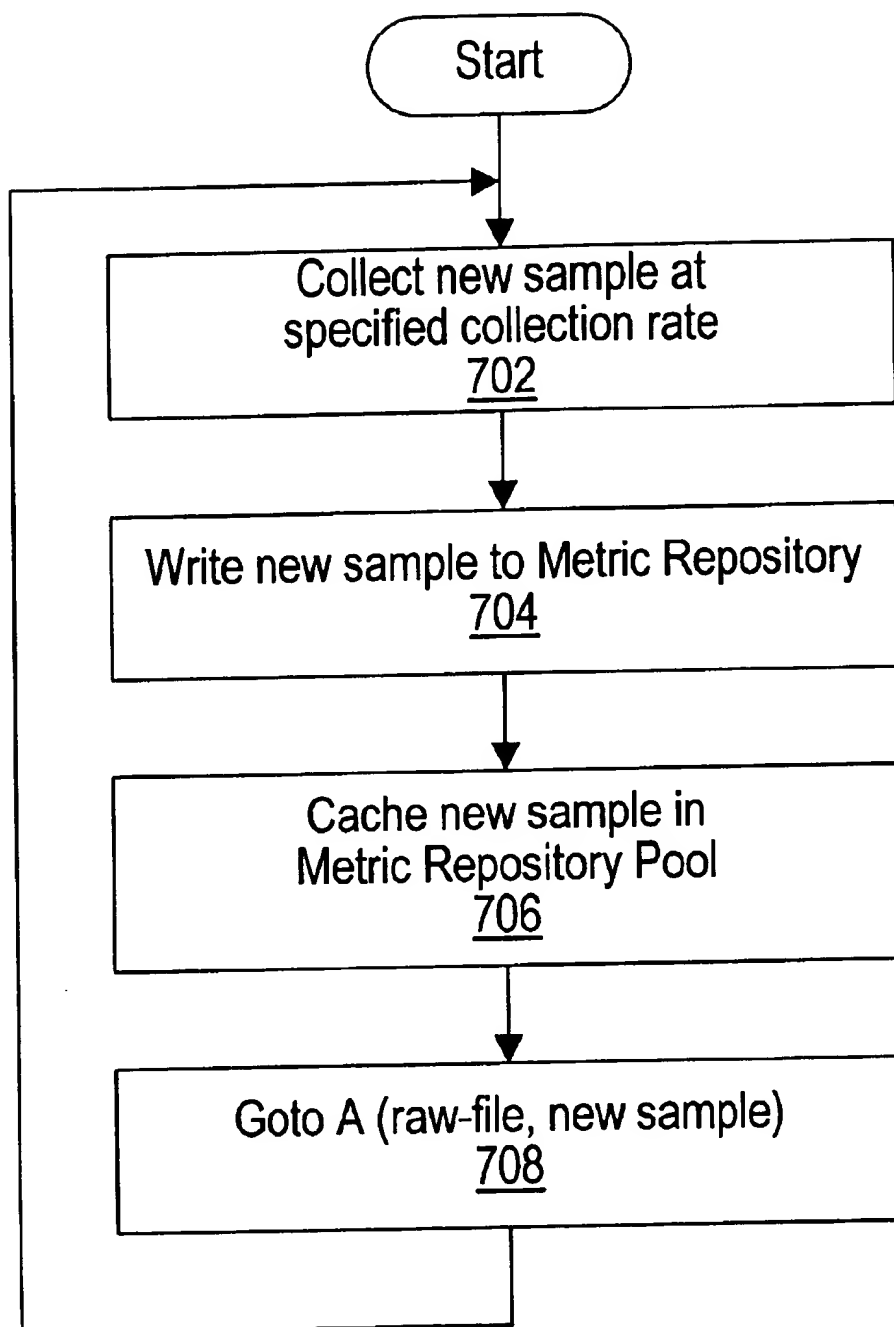 Start
Collect new sample at
specified collection rate
702
Write new sample to Metric Repository
704
Cache new sample in
Metric Repository Pool
706
Goto A (raw-file, new sample)
708